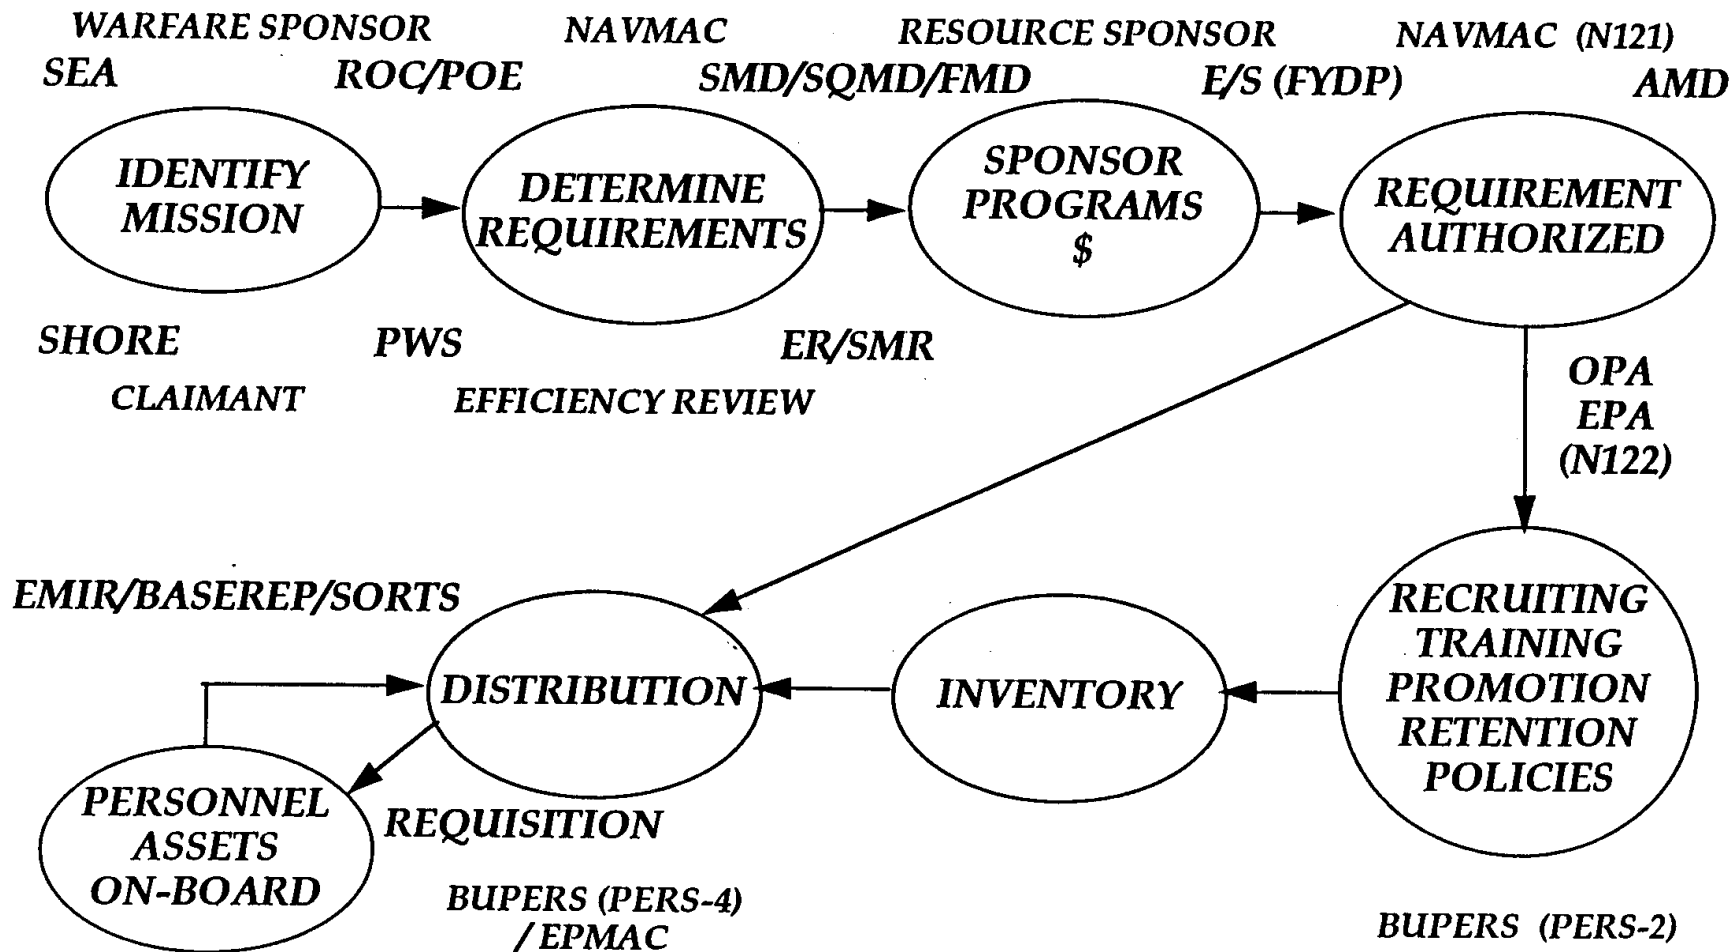 WARFARE SPONSOR
NAVMAC
RESOURCE SPONSOR
NAVMAC (N121)
SEA
ROC/POE
SMD/SQMD/FMD
E/S (FYDP)
AMD
IDENTIFY
MISSION
DETERMINE
REQUIREMENTS
SPONSOR
PROGRAMS
$
REQUIREMENT
AUTHORIZED
SHORE
PWS
ER/SMR
CLAIMANT
EFFICIENCY REVIEW
OPA
EPA
(N122)
EMIR/BASEREP/SORTS
DISTRIBUTION
INVENTORY
RECRUITING
TRAINING
PROMOTION
RETENTION
POLICIES
PERSONNEL
ASSETS
ON-BOARD
REQUISITION
BUPERS (PERS-4)
/ EPMAC
BUPERS (PERS-2)